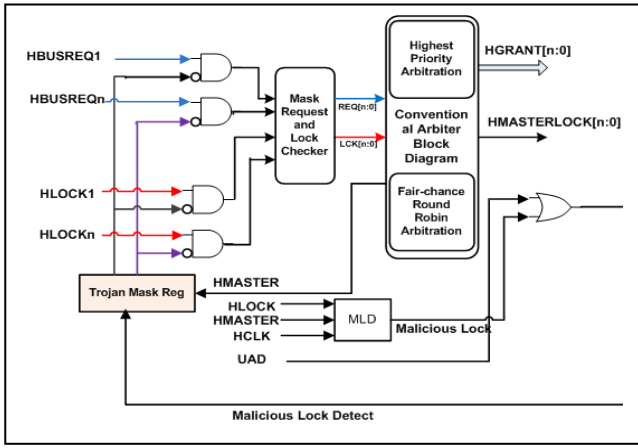 HBUSREQ1
HBUSREQn
HLOCK1
HLOCKn
Trojan Mask Reg
Mask
Request
and
Lock
Checker
REQ[n:0]
LCK[n:0]
Highest
Priority
Arbitration
Convention
al Arbiter
Block
Diagram
Fair-chance
Round
Robin
Arbitration
HGRANT[n:0]
HMASTERLOCK[n:0]
HMASTER
HLOCK
HMASTER
HCLK
MLD
Malicious Lock
UAD
Malicious Lock Detect